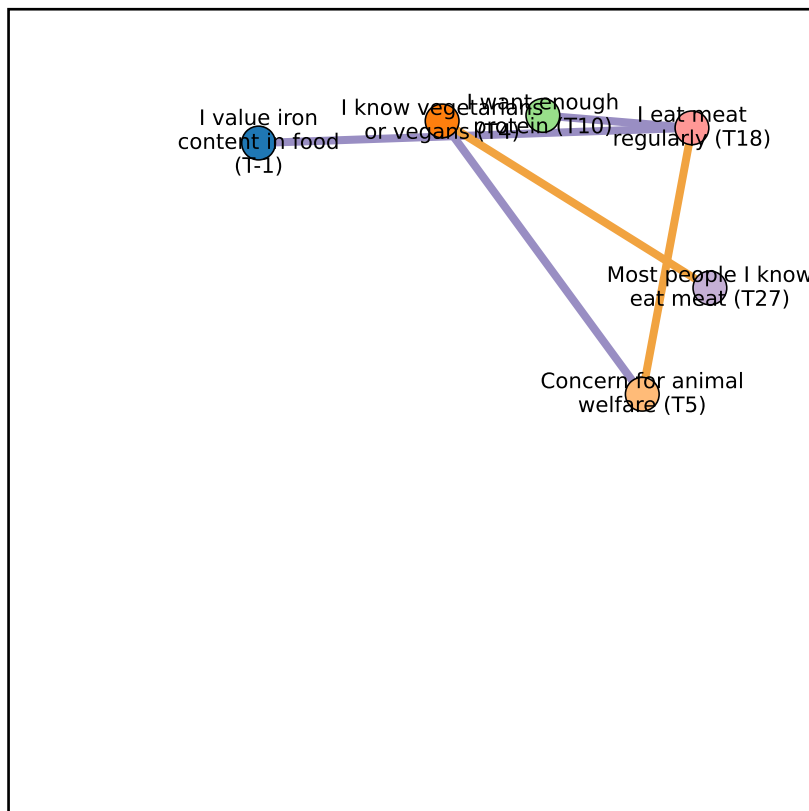 I value iron
content in food
(T-1)
I know vegetarians
or vegans (T4)
I want enough
protein (T10)
I eat meat
regularly (T18)
Most people I know
eat meat (T27)
Concern for animal
welfare (T5)